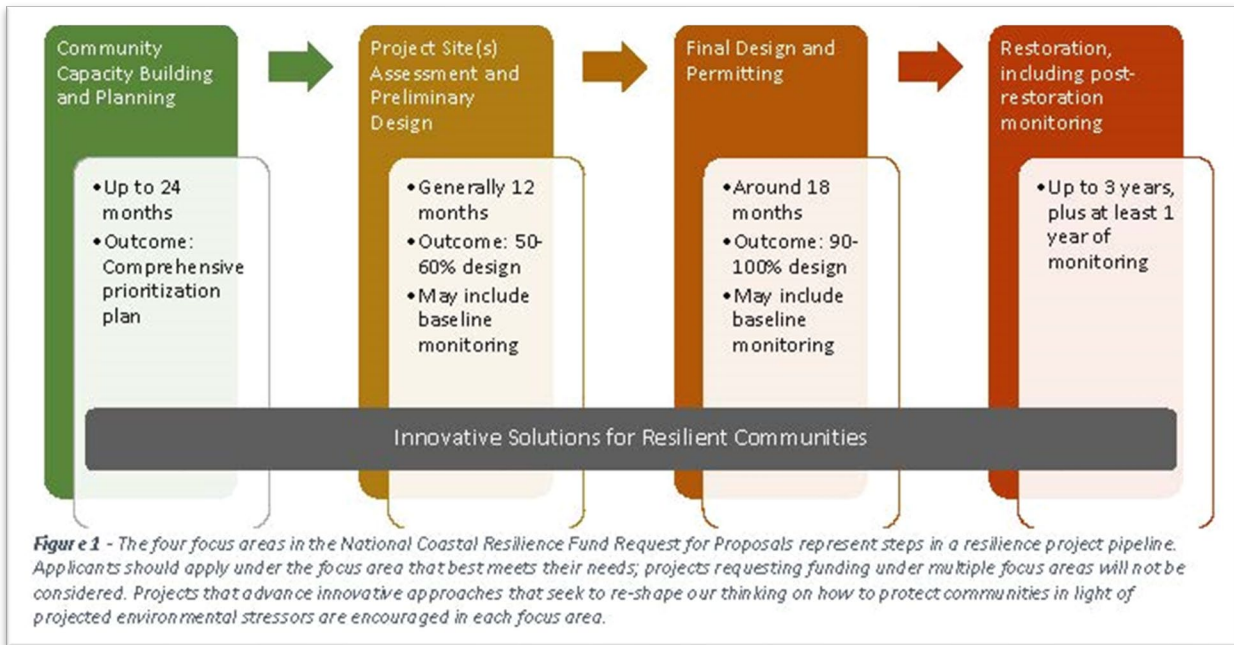 Community
Capacity Building
and Planning
•Up to 24
months
•Outcome:
Comprehensive
prioritization
plan
Project Site(s)
Assessment and
Preliminary
Design
•Generally 12
months
•Outcome: 50-
60% design
•May include
baseline
monitoring
Final Design and
Permitting
•Around 18
months
•Outcome: 90-
100% design
•May include
baseline
monitoring
Restoration,
including post-
restoration
monitoring
•Up to 3 years,
plus at least 1
year of
monitoring
Innovative Solutions for Resilient Communities
Figure 1 - The four focus areas in the National Coastal Resilience Fund Request for Proposals represent steps in a resilience project pipeline.
Applicants should apply under the focus area that best meets their needs; projects requesting funding under multiple focus areas will not be
considered. Projects that advance innovative approaches that seek to re-shape our thinking on how to protect communities in light of
projected environmental stressors are encouraged in each focus area.